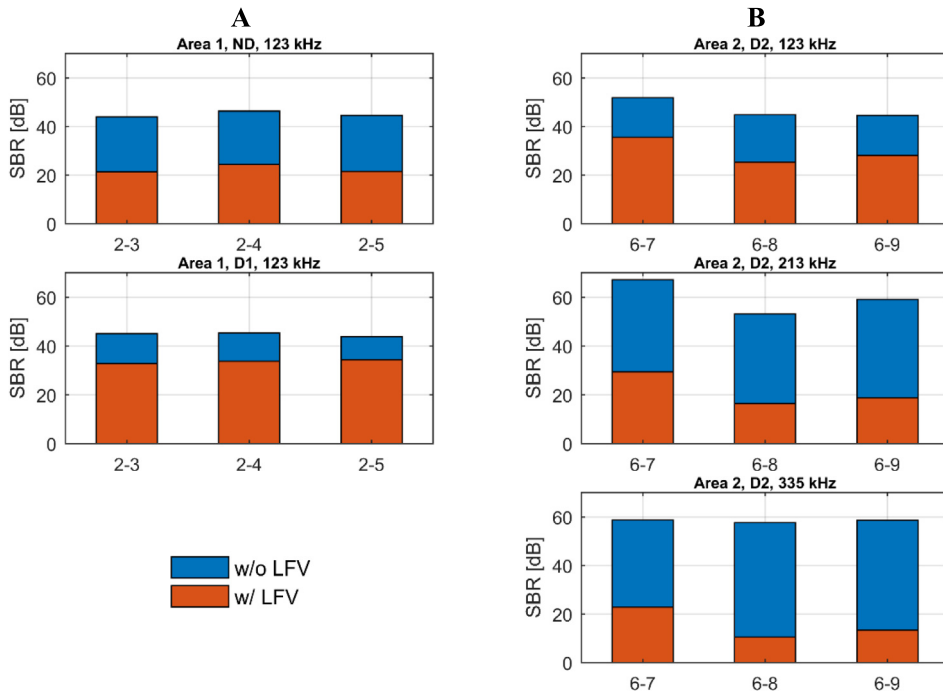 A
Area 1, ND, 123 kHz
SBR [dB]
60
40
20
0
2-3 2-4 2-5
Area 1, D1, 123 kHz
SBR [dB]
60
40
20
0
2-3 2-4 2-5
w/o LFV
w/ LFV
B
Area 2, D2, 123 kHz
SBR [dB]
60
40
20
0
6-7 6-8 6-9
Area 2, D2, 213 kHz
SBR [dB]
60
40
20
0
6-7 6-8 6-9
Area 2, D2, 335 kHz
SBR [dB]
60
40
20
0
6-7 6-8 6-9